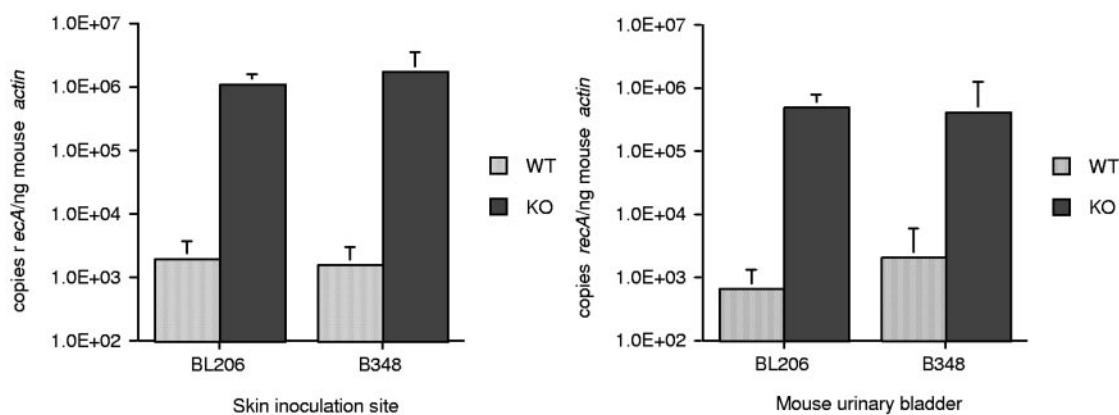 copies r ecA/ng mouse actin
1.0E+07
1.0E+06
1.0E+05
1.0E+04
1.0E+03
1.0E+02
BL206
B348
Skin inoculation site
WT
KO
copies recA/ng mouse actin
1.0E+07
1.0E+06
1.0E+05
1.0E+04
1.0E+03
1.0E+02
BL206
B348
Mouse urinary bladder
WT
KO